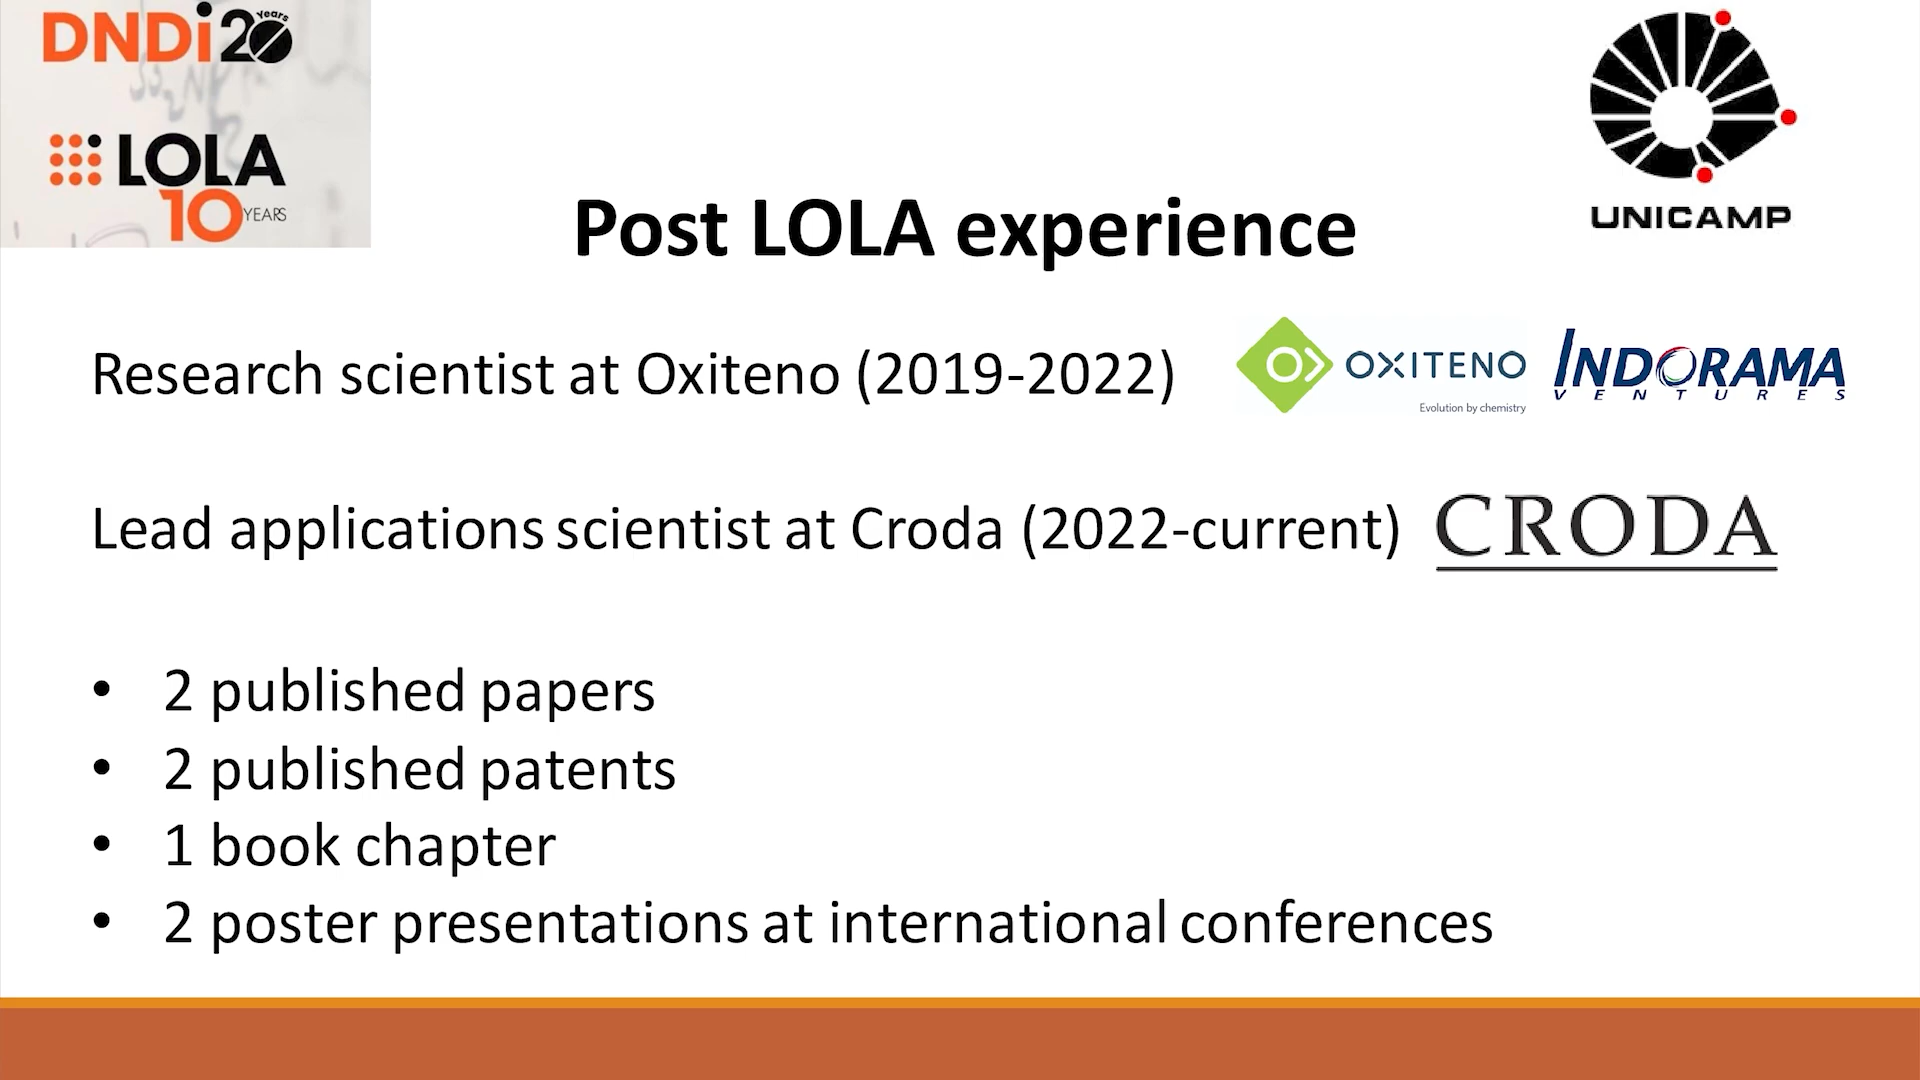 DNDi 20 Years
LOLA
10 YEARS
UNICAMP
Post LOLA experience
Research scientist at Oxiteno (2019-2022)
OXITENO
Evolution by chemistry
INDORAMA
VENTURES
Lead applications scientist at Croda (2022-current)
CRODA
• 2 published papers
• 2 published patents
• 1 book chapter
• 2 poster presentations at international conferences